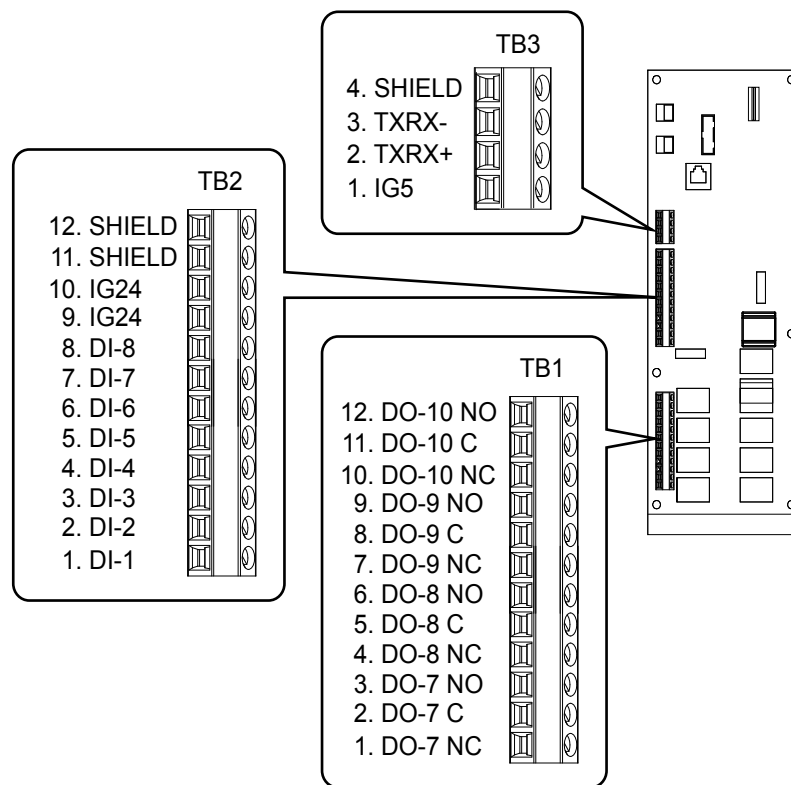 TB3
4. SHIELD
3. TXRX-
2. TXRX+
1. IG5
TB2
12. SHIELD
11. SHIELD
10. IG24
9. IG24
8. DI-8
7. DI-7
6. DI-6
5. DI-5
4. DI-4
3. DI-3
2. DI-2
1. DI-1
TB1
12. DO-10 NO
11. DO-10 C
10. DO-10 NC
9. DO-9 NO
8. DO-9 C
7. DO-9 NC
6. DO-8 NO
5. DO-8 C
4. DO-8 NC
3. DO-7 NO
2. DO-7 C
1. DO-7 NC